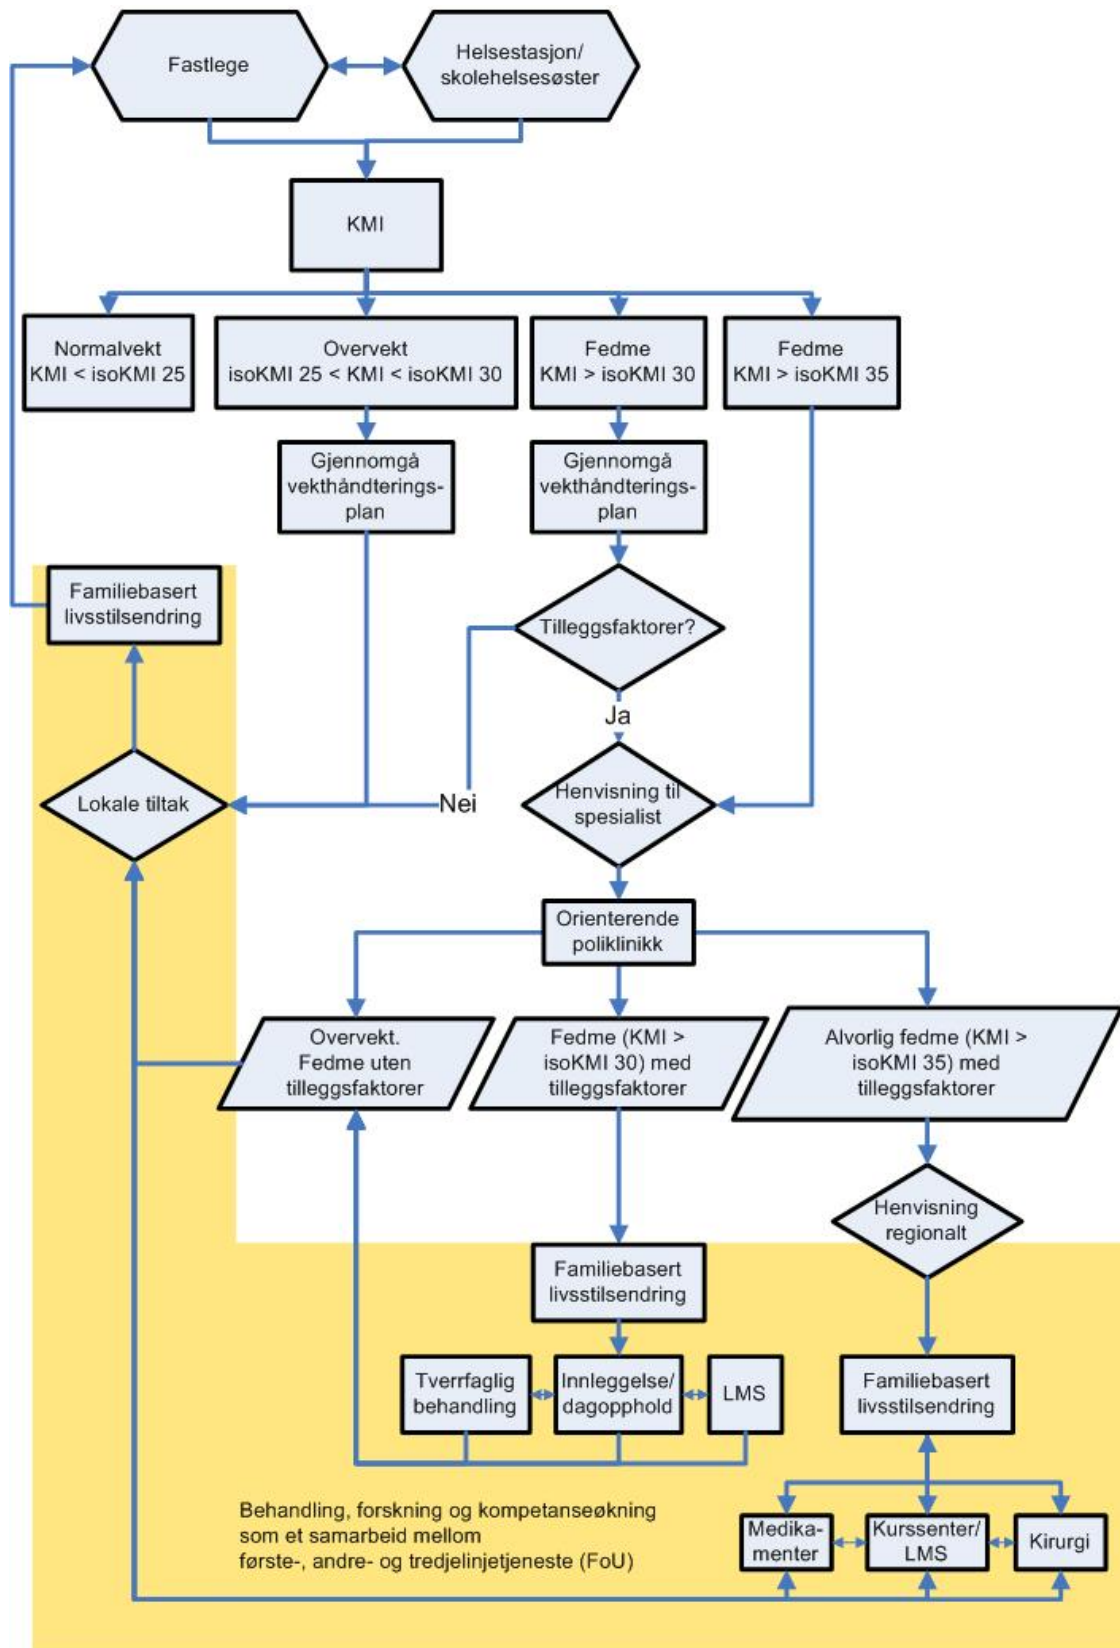 Fastlege
Helsestasjon/
skolehelsesøster
KMI
Normalvekt
KMI < isoKMI 25
Overvekt
isoKMI 25 < KMI < isoKMI 30
Fedme
KMI > isoKMI 30
Fedme
KMI > isoKMI 35
Gjennomgå
vekthåndterings-
plan
Gjennomgå
vekthåndterings-
plan
Familiebasert
livsstilsendring
Tilleggsfaktorer?
Ja
Lokale tiltak
Nei
Henvisning til
spesialist
Orienterende
poliklinikk
Overvekt.
Fedme uten
tilleggsfaktorer
Fedme (KMI >
isoKMI 30) med
tilleggsfaktorer
Alvorlig fedme (KMI >
isoKMI 35) med
tilleggsfaktorer
Henvisning
regionalt
Familiebasert
livsstilsendring
Tverrfaglig
behandling
Innleggelse/
dagopphold
LMS
Familiebasert
livsstilsendring
Behandling, forskning og kompetanseøkning
som et samarbeid mellom
første-, andre- og tredjelinjetjeneste (FoU)
Medika-
menter
Kurssenter/
LMS
Kirurgi